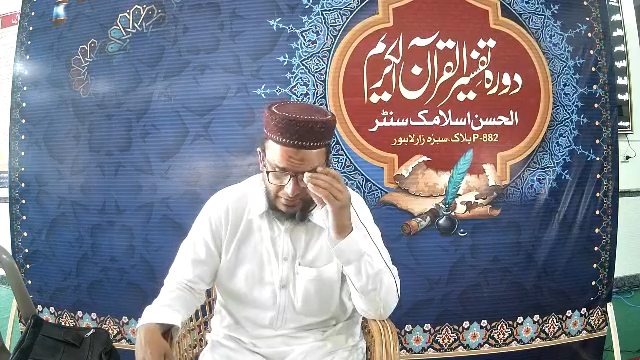 دورہ تفسیر القرآن الکریم
الحسن اسلامک سنٹر
P-882 بلاک، سبزہ زار لاہور